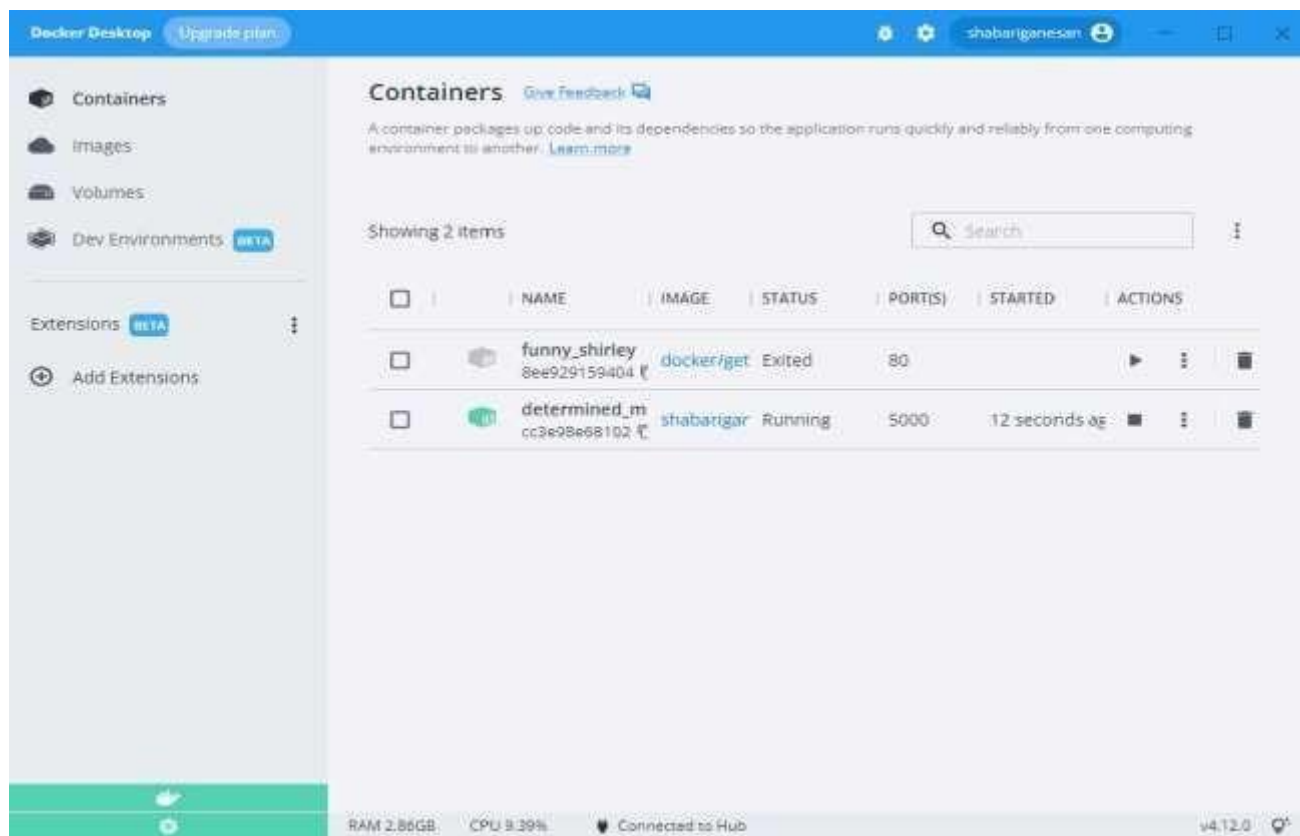 Docker Desktop Upgrade plan shabariganesan
Containers
Images
Volumes
Dev Environments BETA
Extensions BETA
Add Extensions
Containers Give Feedback
A container packages up code and its dependencies so the application runs quickly and reliably from one computing
environment to another. Learn more
Showing 2 items Search
NAME IMAGE STATUS PORT(S) STARTED ACTIONS
funny_shirley docker/get Exited 80
8ee929159404
determined_m shabarigar Running 5000 12 seconds ag
cc3e98e68102
RAM 2.86GB CPU 9.39% Connected to Hub v4.12.0